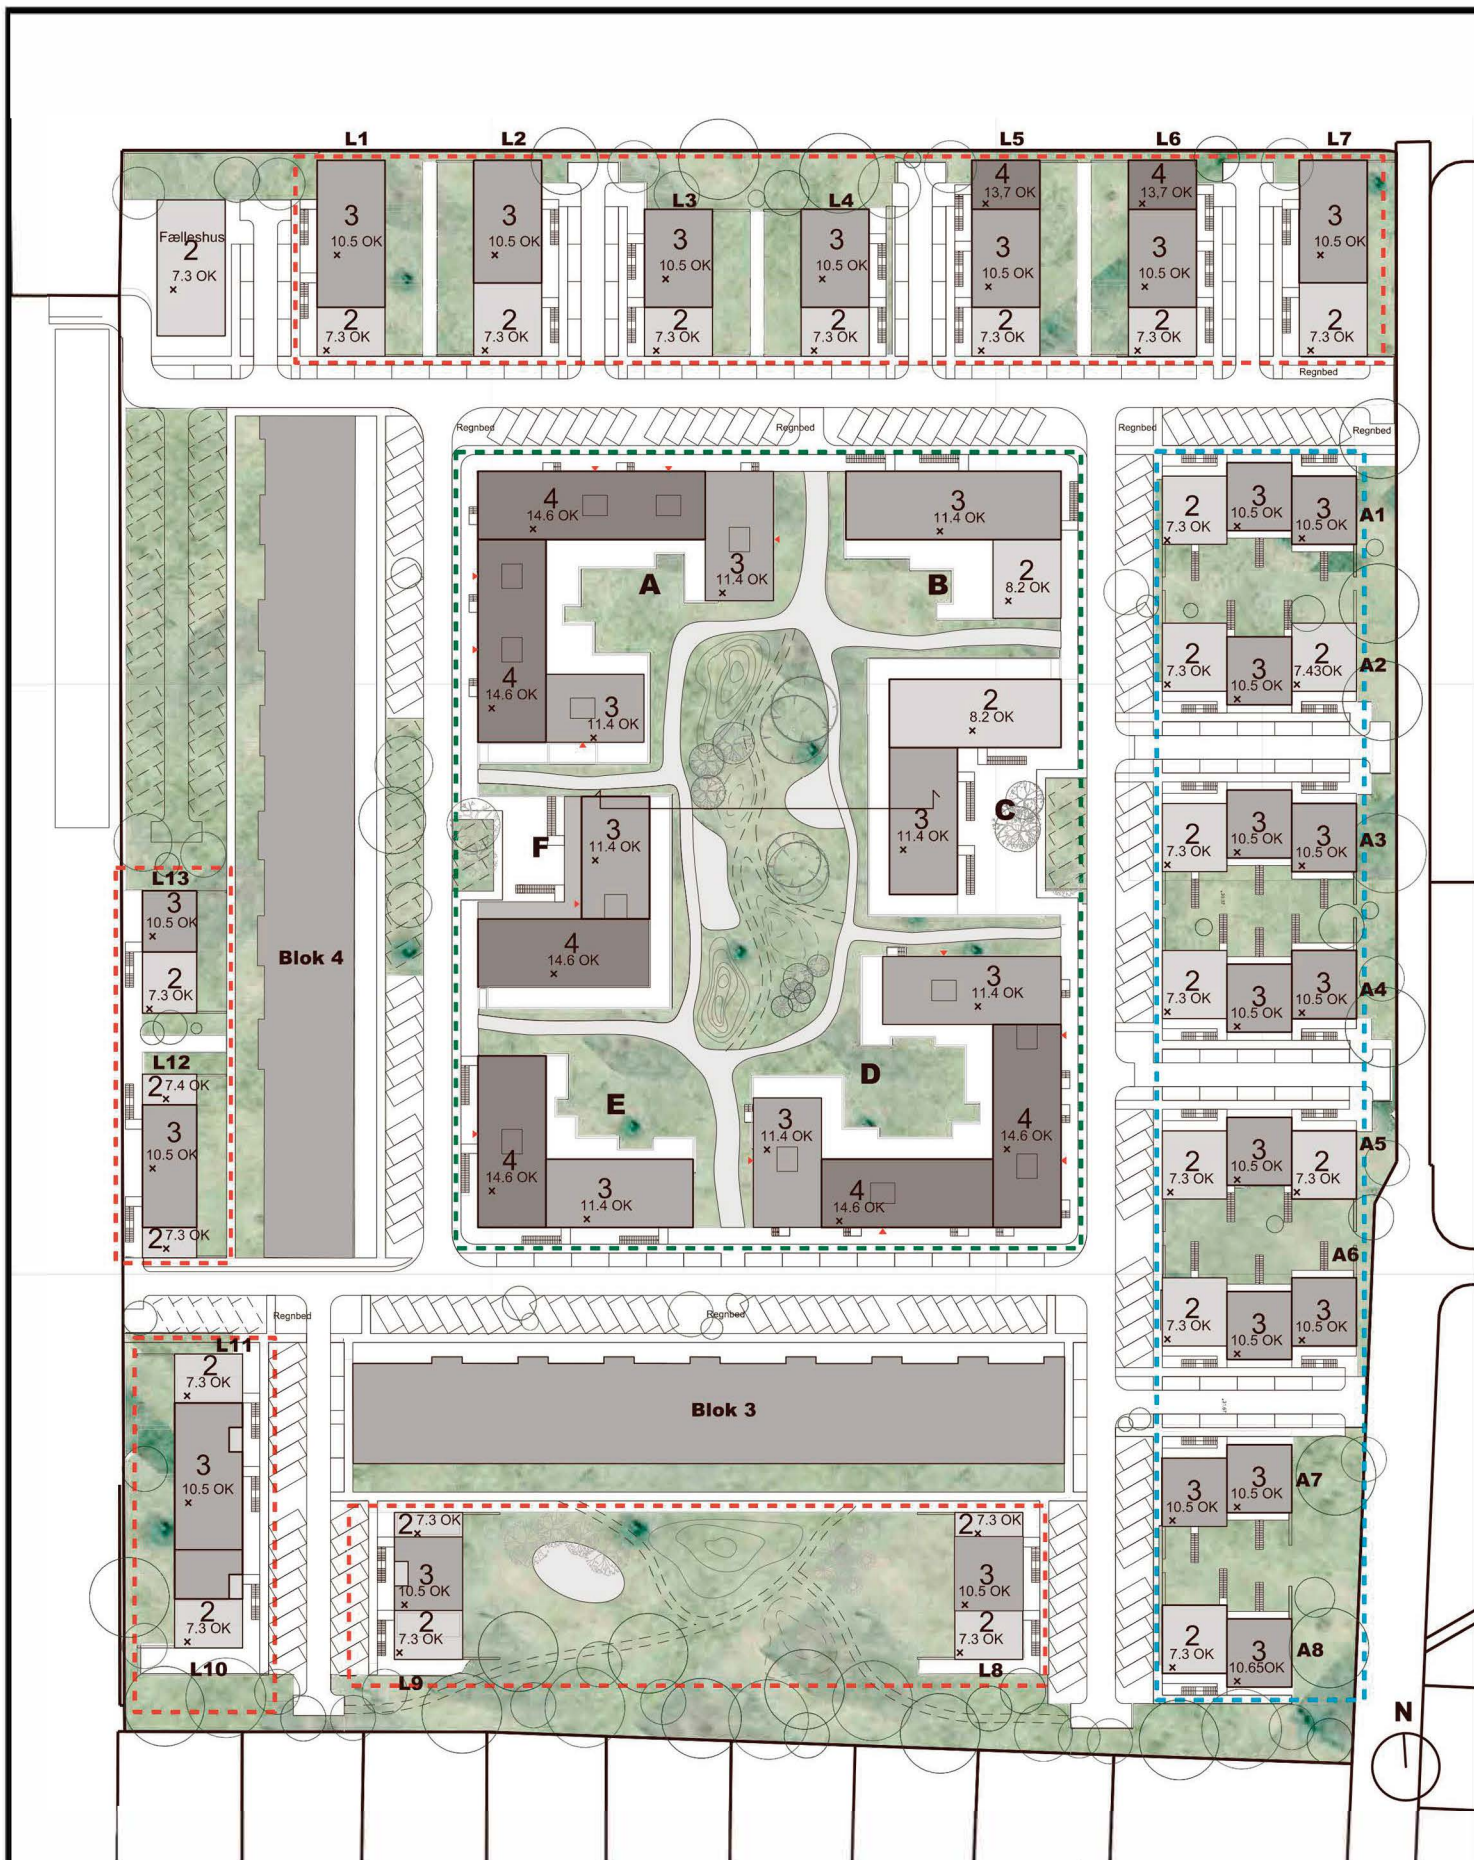 L1
L2
L5
L6
L7
L3
L4
Fælleshus
2
7.3 OK
3
10.5 OK
2
7.3 OK
3
10.5 OK
2
7.3 OK
3
10.5 OK
2
7.3 OK
3
10.5 OK
2
7.3 OK
4
13,7 OK
3
10.5 OK
2
7.3 OK
4
13,7 OK
3
10.5 OK
2
7.3 OK
3
10.5 OK
2
7.3 OK
Regnbed
Regnbed
Regnbed
Regnbed
Regnbed
4
14.6 OK
3
11.4 OK
A
4
14.6 OK
3
11.4 OK
3
11.4 OK
B
2
8.2 OK
2
8.2 OK
3
11.4 OK
C
F
3
11.4 OK
4
14.6 OK
3
11.4 OK
D
3
11.4 OK
4
14.6 OK
4
14.6 OK
E
4
14.6 OK
3
11.4 OK
2
7.3 OK
3
10.5 OK
3
10.5 OK
A1
2
7.3 OK
3
10.5 OK
2
7.43OK
A2
2
7.3 OK
3
10.5 OK
3
10.5 OK
A3
2
7.3 OK
3
10.5 OK
3
10.5 OK
A4
2
7.3 OK
3
10.5 OK
2
7.3 OK
A5
A6
2
7.3 OK
3
10.5 OK
3
10.5 OK
3
10.5 OK
3
10.5 OK
A7
2
7.3 OK
3
10.65OK
A8
Blok 4
L13
3
10.5 OK
2
7.3 OK
L12
2 7.4 OK
3
10.5 OK
2 7.3 OK
Regnbed
Regnbed
L11
2
7.3 OK
3
10.5 OK
2
7.3 OK
L10
Blok 3
2 7.3 OK
3
10.5 OK
2
7.3 OK
L9
2 7.3 OK
3
10.5 OK
2
7.3 OK
L8
N